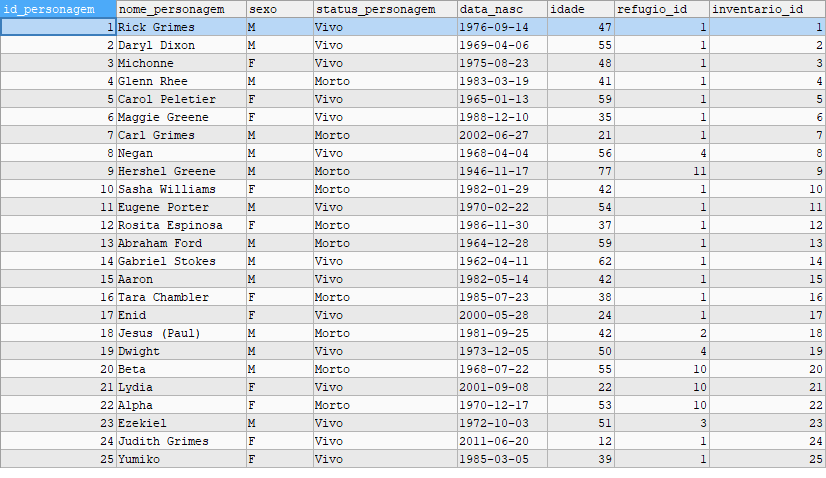 id_personagem nome_personagem sexo status_personagem data_nasc idade refugio_id inventario_id
1 Rick Grimes M Vivo 1976-09-14 47 1 1
2 Daryl Dixon M Vivo 1969-04-06 55 1 2
3 Michonne F Vivo 1975-08-23 48 1 3
4 Glenn Rhee M Morto 1983-03-19 41 1 4
5 Carol Peletier F Vivo 1965-01-13 59 1 5
6 Maggie Greene F Vivo 1988-12-10 35 1 6
7 Carl Grimes M Morto 2002-06-27 21 1 7
8 Negan M Vivo 1968-04-04 56 4 8
9 Hershel Greene M Morto 1946-11-17 77 11 9
10 Sasha Williams F Morto 1982-01-29 42 1 10
11 Eugene Porter M Vivo 1970-02-22 54 1 11
12 Rosita Espinosa F Morto 1986-11-30 37 1 12
13 Abraham Ford M Morto 1964-12-28 59 1 13
14 Gabriel Stokes M Vivo 1962-04-11 62 1 14
15 Aaron M Vivo 1982-05-14 42 1 15
16 Tara Chambler F Morto 1985-07-23 38 1 16
17 Enid F Vivo 2000-05-28 24 1 17
18 Jesus (Paul) M Morto 1981-09-25 42 2 18
19 Dwight M Vivo 1973-12-05 50 4 19
20 Beta M Morto 1968-07-22 55 10 20
21 Lydia F Vivo 2001-09-08 22 10 21
22 Alpha F Morto 1970-12-17 53 10 22
23 Ezekiel M Vivo 1972-10-03 51 3 23
24 Judith Grimes F Vivo 2011-06-20 12 1 24
25 Yumiko F Vivo 1985-03-05 39 1 25